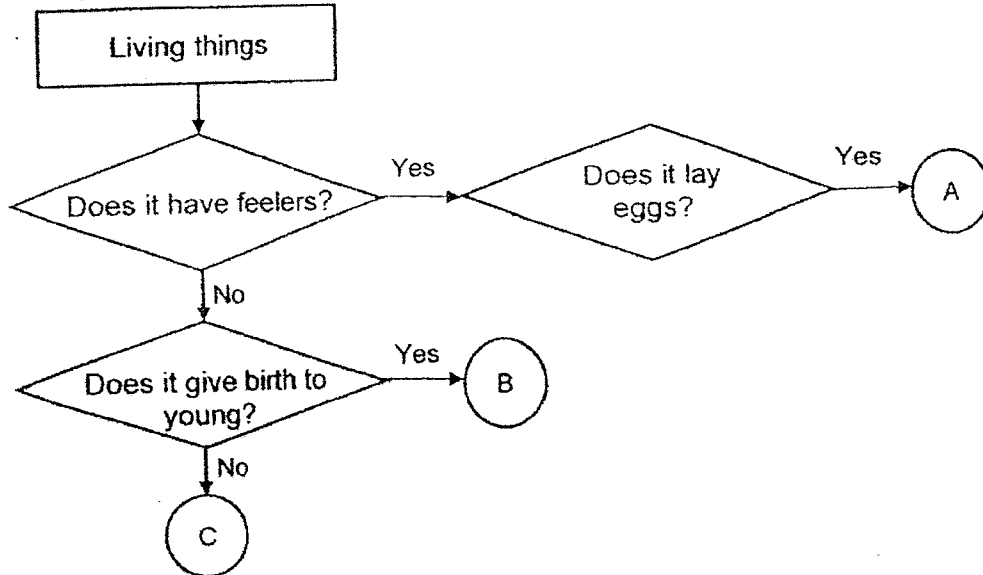 Living things
Does it have feelers?
Yes
Does it lay
eggs?
Yes
A
No
Does it give birth to
young?
Yes
B
No
C